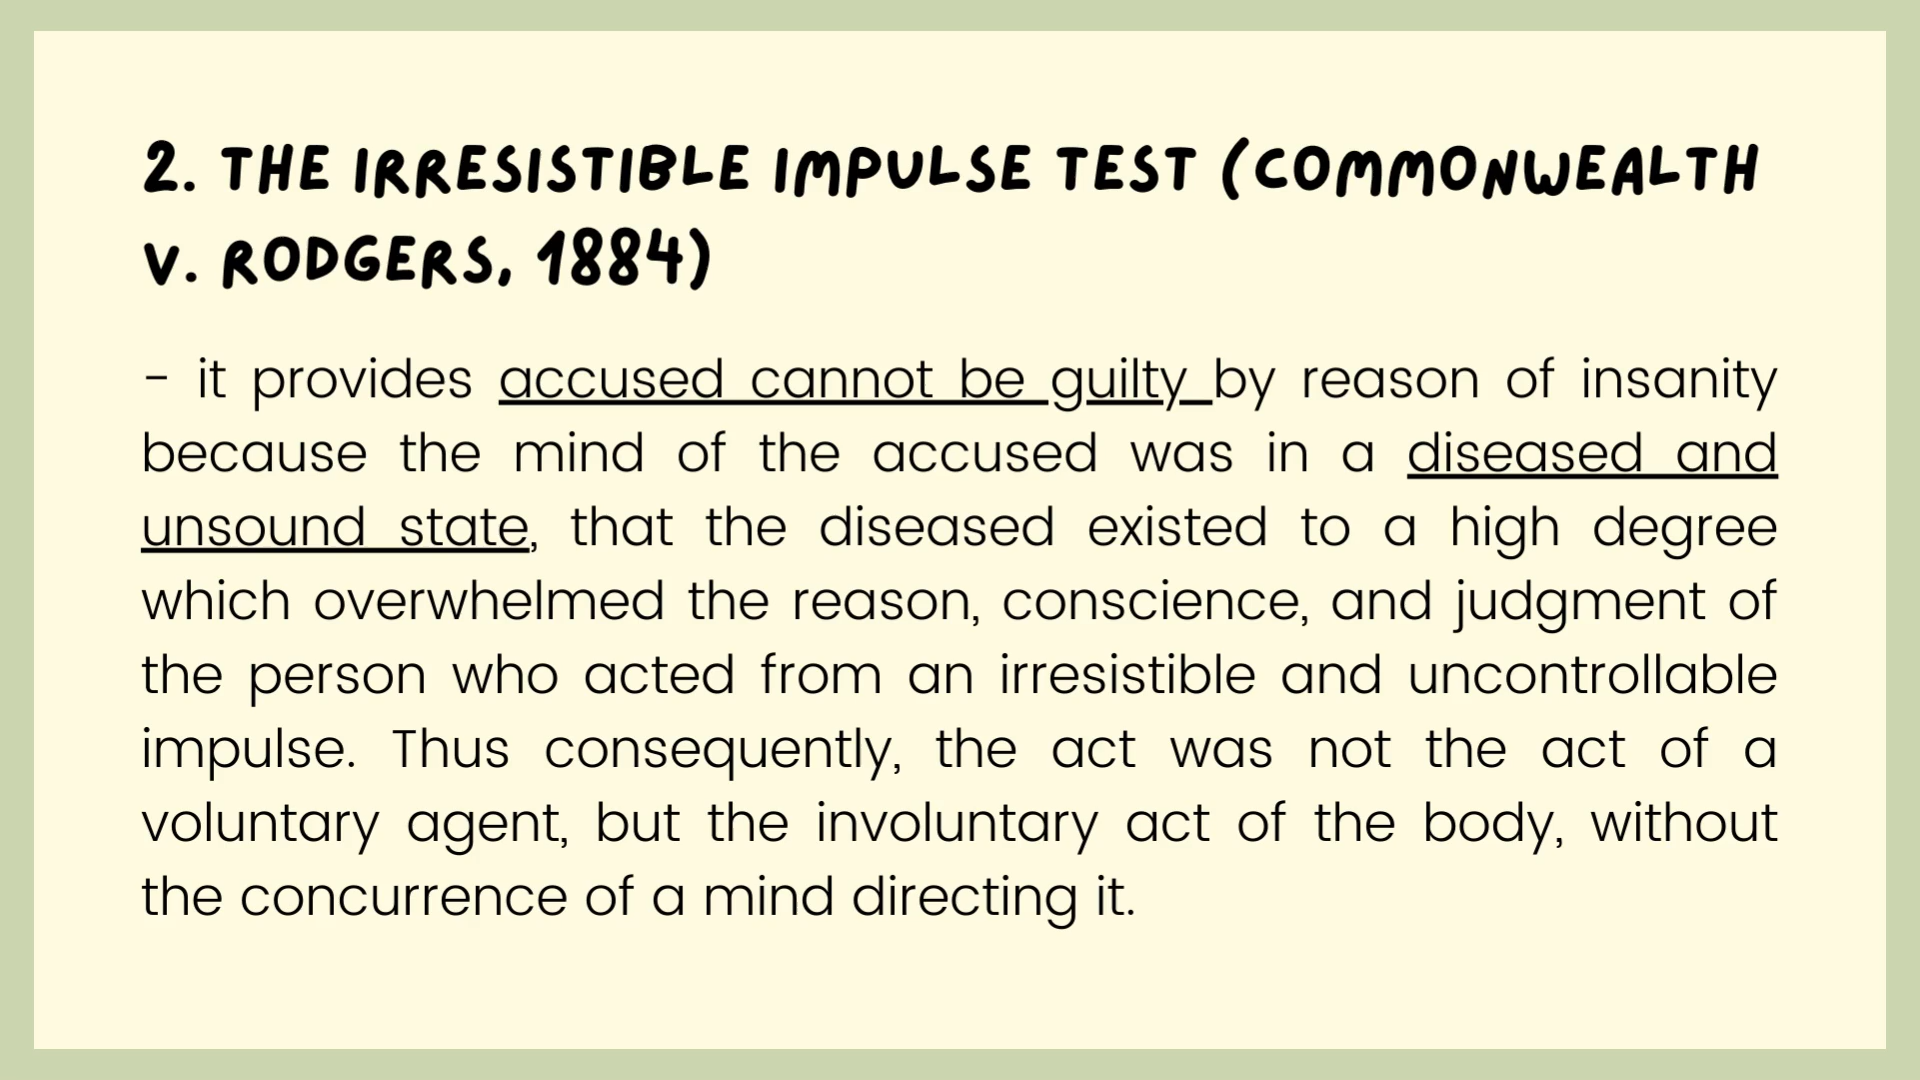 2. THE IRRESISTIBLE IMPULSE TEST (COMMONWEALTH
V. RODGERS, 1884)
- it provides accused cannot be guilty by reason of insanity
because the mind of the accused was in a diseased and
unsound state, that the diseased existed to a high degree
which overwhelmed the reason, conscience, and judgment of
the person who acted from an irresistible and uncontrollable
impulse. Thus consequently, the act was not the act of a
voluntary agent, but the involuntary act of the body, without
the concurrence of a mind directing it.